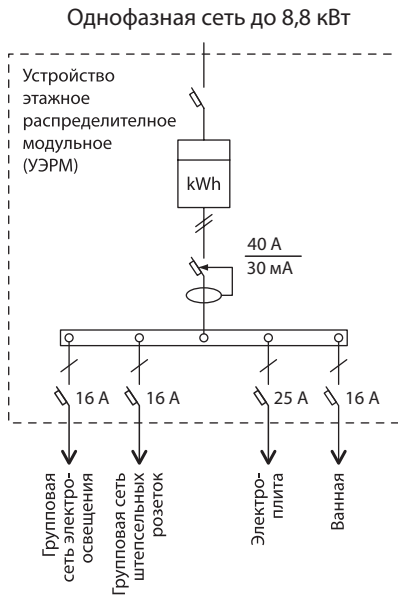 Однофазная сеть до 8,8 кВт
Устройство
этажное
распределителное
модульное
(УЭРМ)
kWh
40 А
30 мА
16 А
16 А
25 А
16 А
Групповая
сеть электро-
освещения
Групповая сеть
штепсельных
розеток
Электро-
плита
Ванная